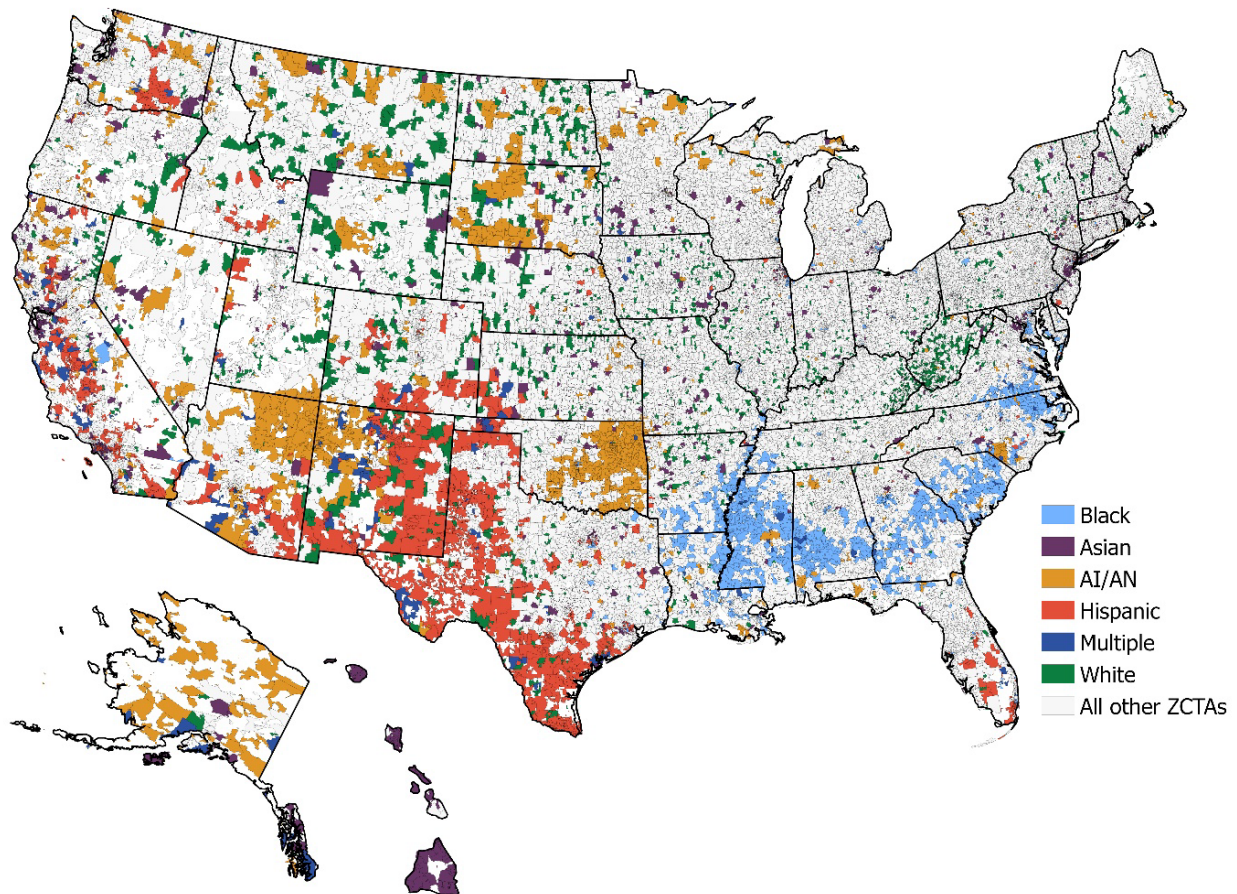 Black
Asian
AI/AN
Hispanic
Multiple
White
All other ZCTAs